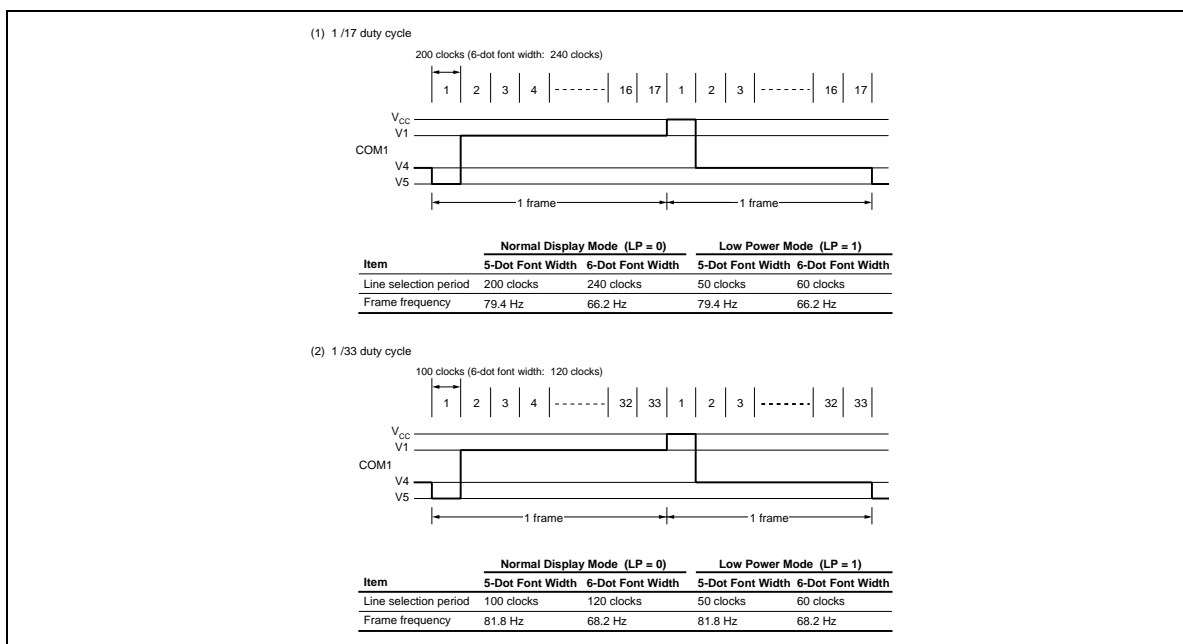 (1) 1 /17 duty cycle
200 clocks (6-dot font width: 240 clocks)
1 2 3 4 16 17 1 2 3 16 17
VCC
V1
COM1
V4
V5
1 frame 1 frame
Normal Display Mode (LP = 0) Low Power Mode (LP = 1)
Item 5-Dot Font Width 6-Dot Font Width 5-Dot Font Width 6-Dot Font Width
Line selection period 200 clocks 240 clocks 50 clocks 60 clocks
Frame frequency 79.4 Hz 66.2 Hz 79.4 Hz 66.2 Hz
(2) 1 /33 duty cycle
100 clocks (6-dot font width: 120 clocks)
1 2 3 4 32 33 1 2 3 32 33
VCC
V1
COM1
V4
V5
1 frame 1 frame
Normal Display Mode (LP = 0) Low Power Mode (LP = 1)
Item 5-Dot Font Width 6-Dot Font Width 5-Dot Font Width 6-Dot Font Width
Line selection period 100 clocks 120 clocks 50 clocks 60 clocks
Frame frequency 81.8 Hz 68.2 Hz 81.8 Hz 68.2 Hz